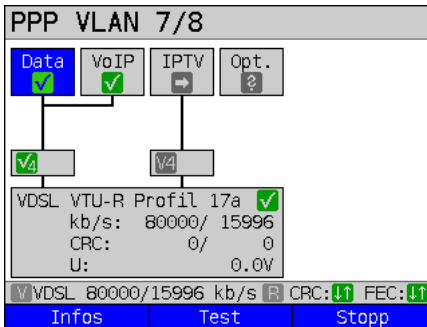 PPP VLAN 7/8
Data VoIP IPTV Opt.
V4 V4
VDSL VTU-R Profil 17a
kb/s: 80000/ 15996
CRC: 0/ 0
U: 0.0V
V VDSL 80000/15996 kb/s R CRC: FEC:
Infos Test Stopp